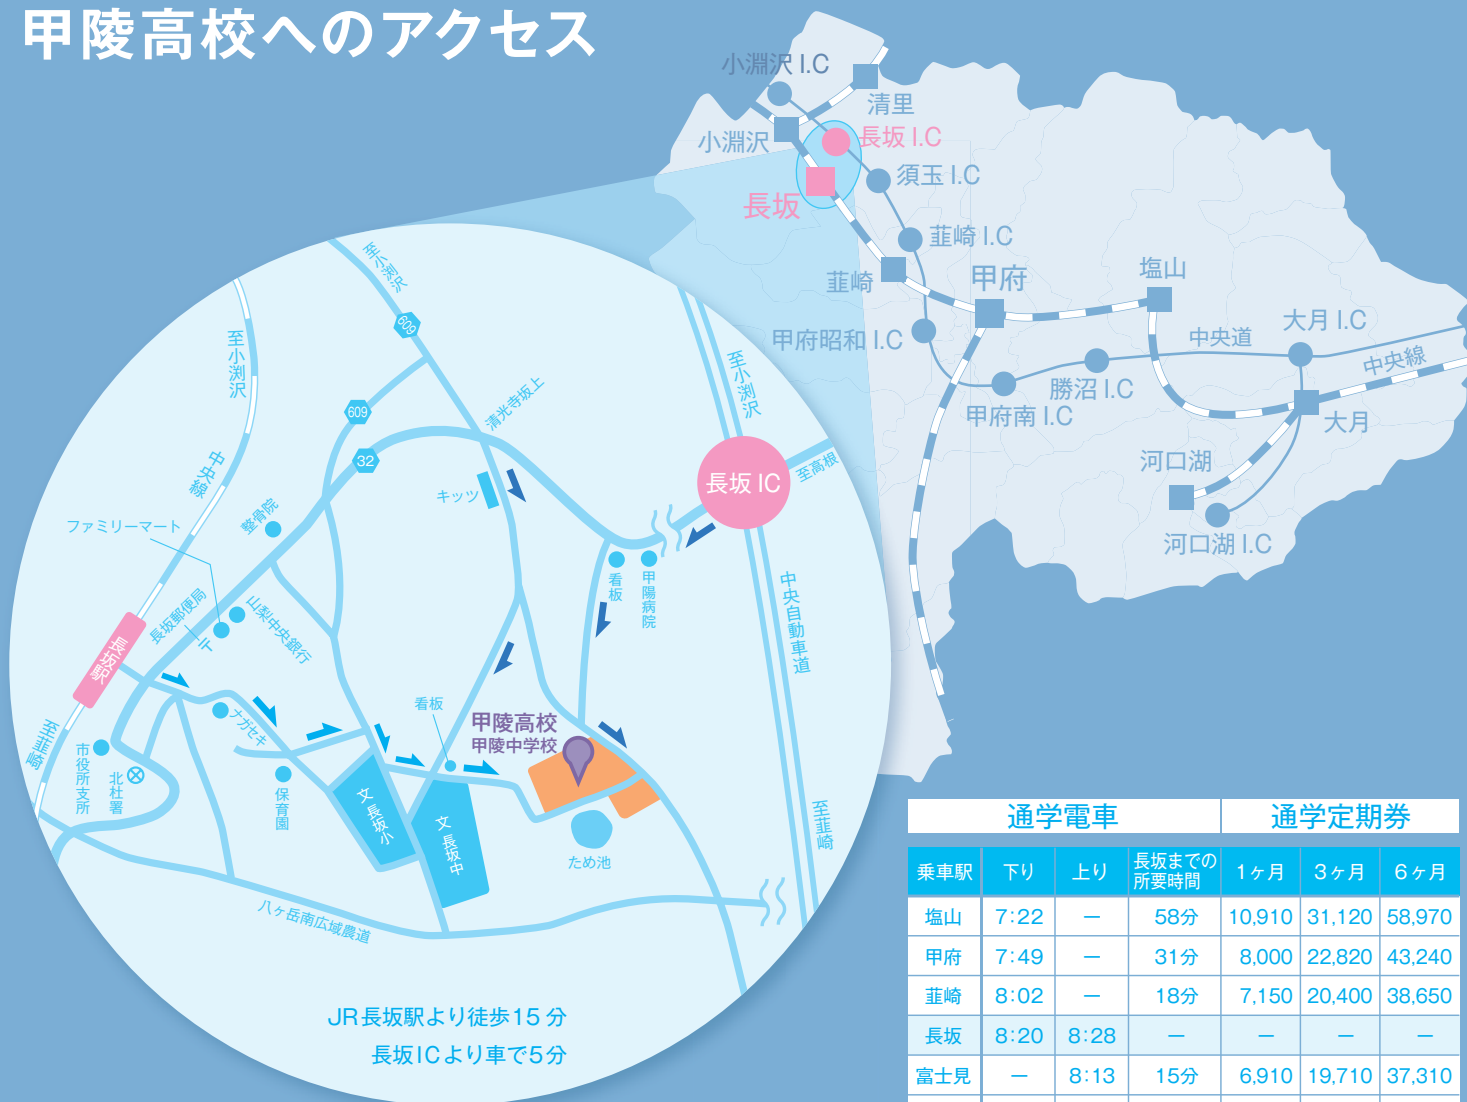 甲陵高校へのアクセス
小淵沢 I.C
清里
小淵沢
長坂 I.C
須玉 I.C
長坂
韮崎 I.C
韮崎
甲府
塩山
甲府昭和 I.C
中央道
大月 I.C
中央線
勝沼 I.C
甲府南 I.C
大月
河口湖
河口湖 I.C
至小渕沢
至小渕沢
609
至小渕沢
609
清光寺坂上
32
中央線
キッツ
長坂 IC
至高根
整骨院
ファミリーマート
看板
甲陽病院
中央自動車道
長坂郵便局
〒
山梨中央銀行
長坂駅
看板
甲陵高校
甲陵中学校
ナガセキ
至韮崎
市役所支所
北杜署
保育園
文 長坂小
文 長坂中
ため池
至韮崎
八ヶ岳南広域農道
JR長坂駅より徒歩15分
長坂ICより車で5分
通学電車 通学定期券
乗車駅 下り 上り 長坂までの所要時間 1ヶ月 3ヶ月 6ヶ月
塩山 7:22 － 58分 10,910 31,120 58,970
甲府 7:49 － 31分 8,000 22,820 43,240
韮崎 8:02 － 18分 7,150 20,400 38,650
長坂 8:20 8:28 － － － －
富士見 － 8:13 15分 6,910 19,710 37,310